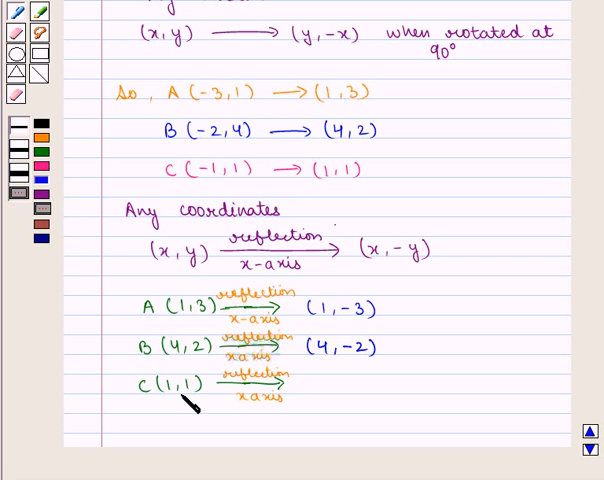 (x, y) ⟶ (y, -x) when rotated at
90°
So, A (-3, 1) ⟶ (1, 3)
B (-2, 4) ⟶ (4, 2)
C (-1, 1) ⟶ (1, 1)
Any coordinates
(x, y) reflection ⟶ x-axis (x, -y)
A (1, 3) reflection ⟶ x-axis (1, -3)
B (4, 2) reflection ⟶ x axis (4, -2)
C (1, 1) reflection ⟶ x axis